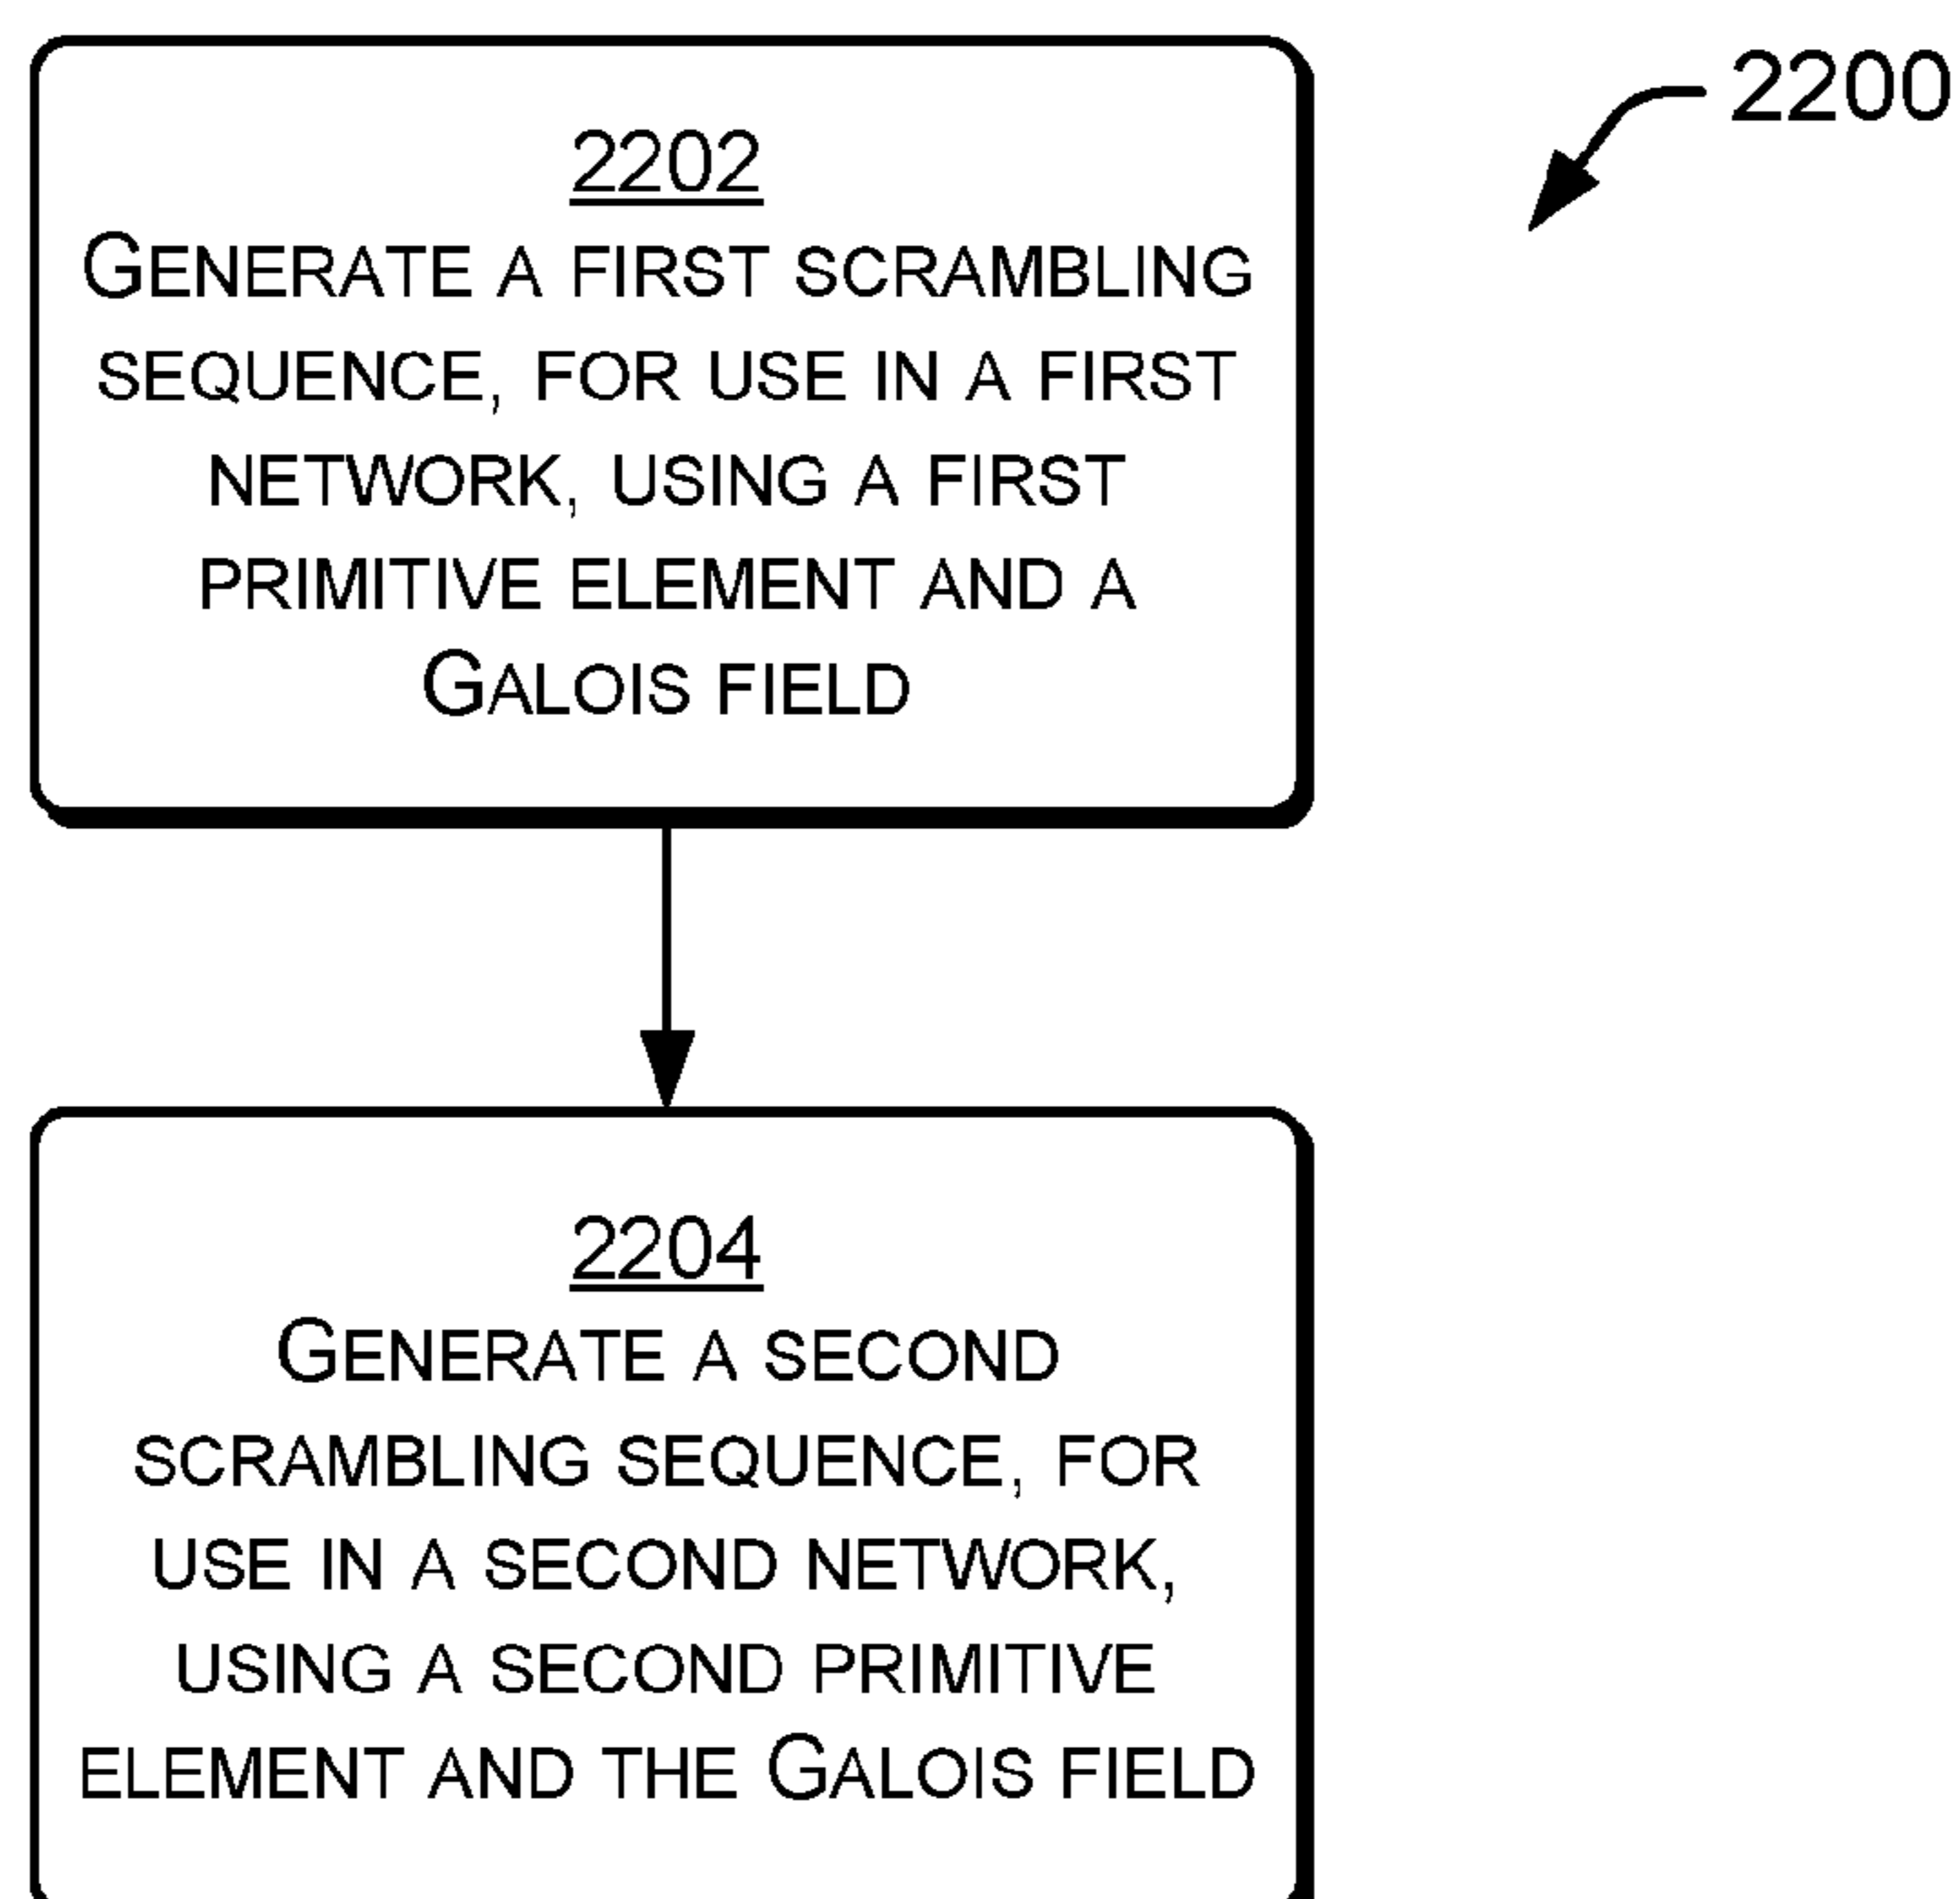 2200
2202
GENERATE A FIRST SCRAMBLING
SEQUENCE, FOR USE IN A FIRST
NETWORK, USING A FIRST
PRIMITIVE ELEMENT AND A
GALOIS FIELD
2204
GENERATE A SECOND
SCRAMBLING SEQUENCE, FOR
USE IN A SECOND NETWORK,
USING A SECOND PRIMITIVE
ELEMENT AND THE GALOIS FIELD